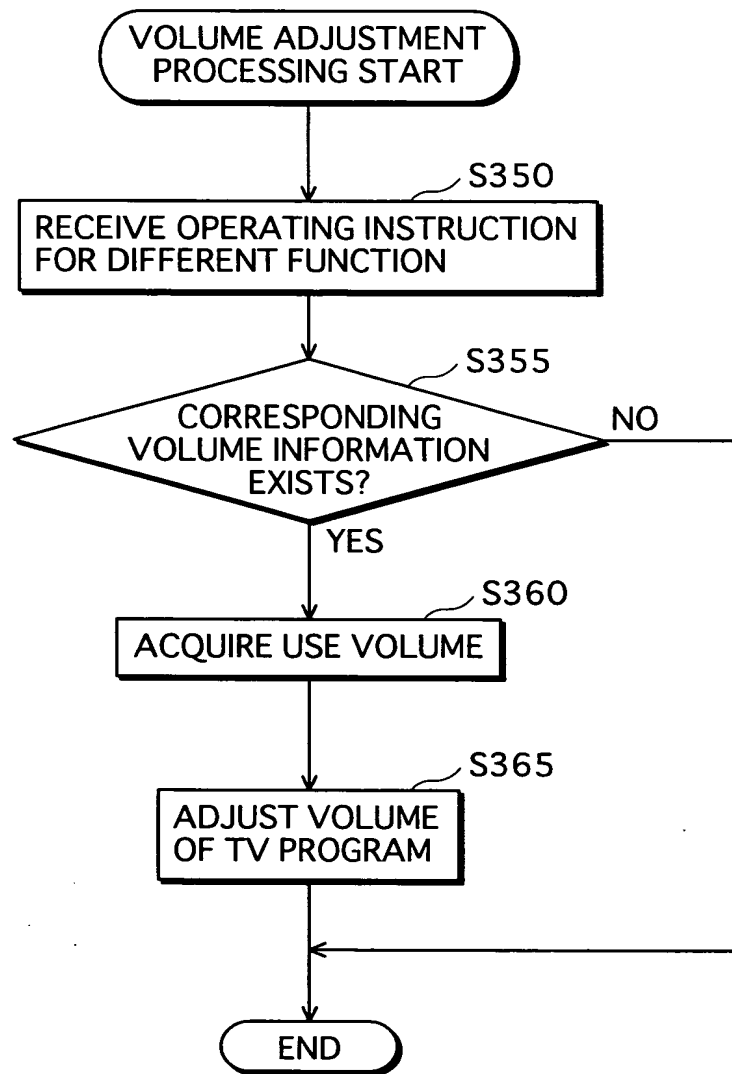 VOLUME ADJUSTMENT
PROCESSING START
S350
RECEIVE OPERATING INSTRUCTION
FOR DIFFERENT FUNCTION
S355
CORRESPONDING
VOLUME INFORMATION
EXISTS?
NO
YES
S360
ACQUIRE USE VOLUME
S365
ADJUST VOLUME
OF TV PROGRAM
END